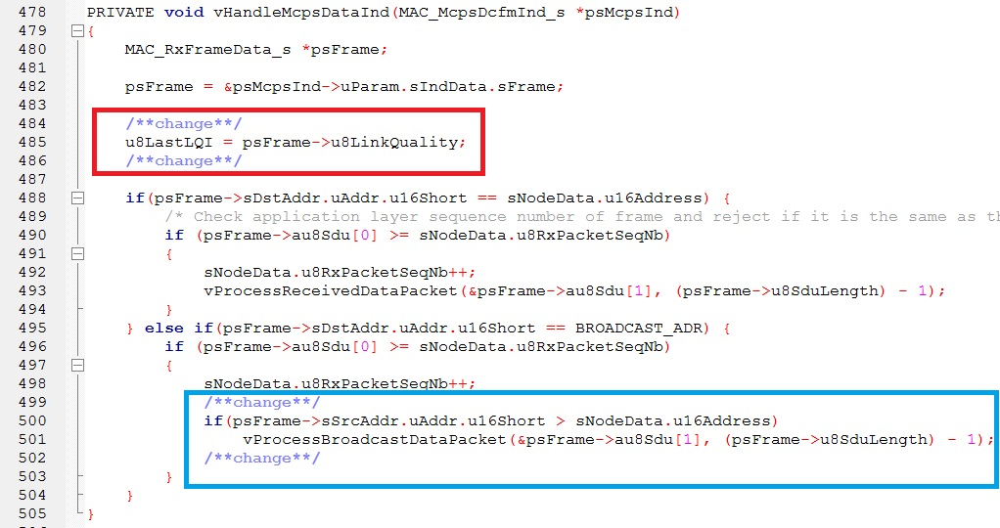 478 PRIVATE void vHandleMcpsDataInd(MAC_McpsDcfmInd_s *psMcpsInd)
479 {
480 MAC_RxFrameData_s *psFrame;
481
482 psFrame = &psMcpsInd->uParam.sIndData.sFrame;
483
484 /**change**/
485 u8LastLQI = psFrame->u8LinkQuality;
486 /**change**/
487
488 if(psFrame->sDstAddr.uAddr.u16Short == sNodeData.u16Address) {
489 /* Check application layer sequence number of frame and reject if it is the same as
490 if (psFrame->au8Sdu[0] >= sNodeData.u8RxPacketSeqNb)
491 {
492 sNodeData.u8RxPacketSeqNb++;
493 vProcessReceivedDataPacket(&psFrame->au8Sdu[1], (psFrame->u8SduLength) - 1);
494 }
495 } else if(psFrame->sDstAddr.uAddr.u16Short == BROADCAST_ADR) {
496 if (psFrame->au8Sdu[0] >= sNodeData.u8RxPacketSeqNb)
497 {
498 sNodeData.u8RxPacketSeqNb++;
499 /**change**/
500 if(psFrame->sSrcAddr.uAddr.u16Short > sNodeData.u16Address)
501 vProcessBroadcastDataPacket(&psFrame->au8Sdu[1], (psFrame->u8SduLength) - 1);
502 /**change**/
503 }
504 }
505 }